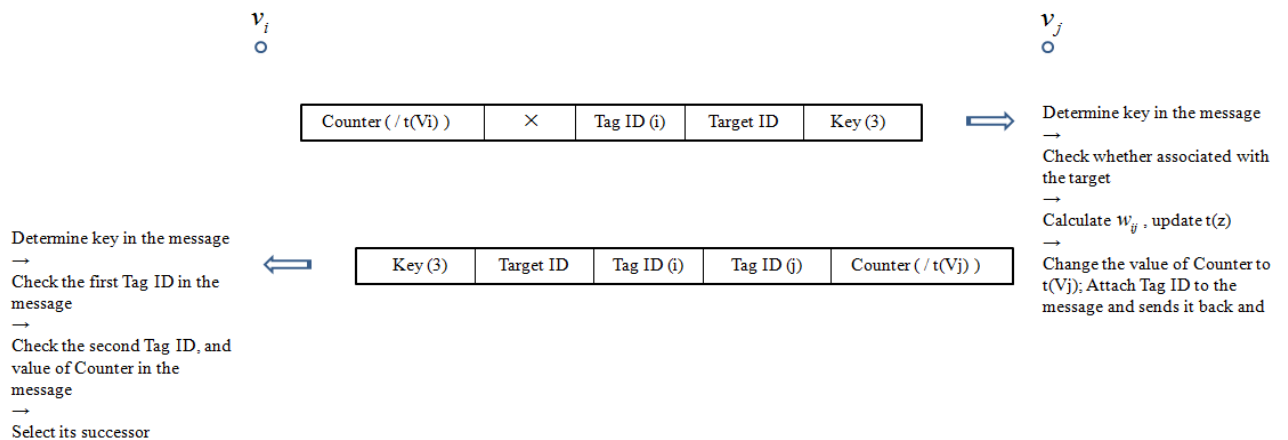 v_i
v_j
Counter ( / t(Vi) ) × Tag ID (i) Target ID Key (3)
Determine key in the message
→
Check whether associated with
the target
→
Calculate w_ij , update t(z)
→
Change the value of Counter to
t(Vj); Attach Tag ID to the
message and sends it back and
Key (3) Target ID Tag ID (i) Tag ID (j) Counter ( / t(Vj) )
Determine key in the message
→
Check the first Tag ID in the
message
→
Check the second Tag ID, and
value of Counter in the
message
→
Select its successor